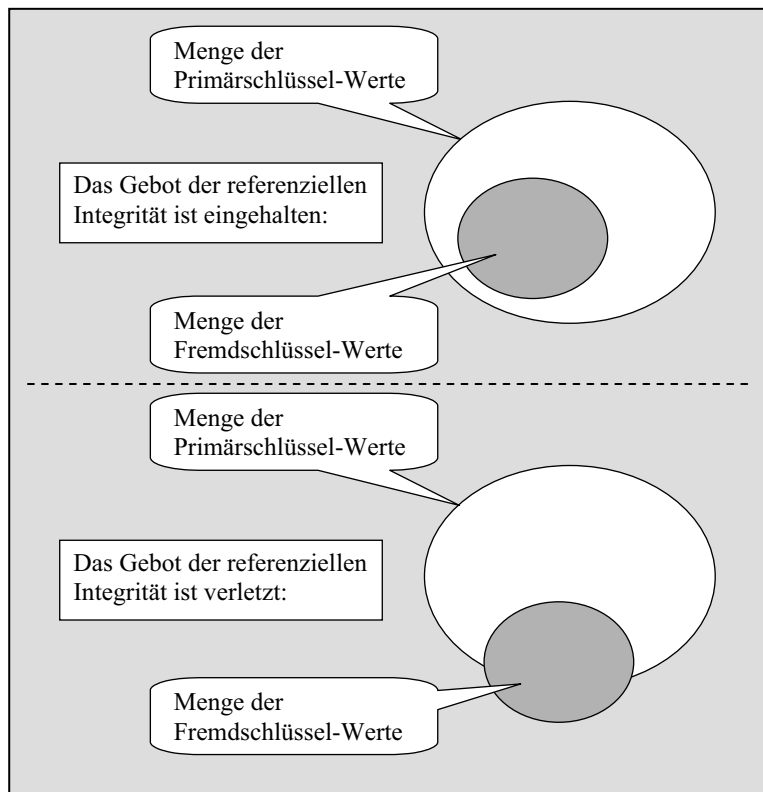 Menge der
Primärschlüssel-Werte
Das Gebot der referenziellen
Integrität ist eingehalten:
Menge der
Fremdschlüssel-Werte
Menge der
Primärschlüssel-Werte
Das Gebot der referenziellen
Integrität ist verletzt:
Menge der
Fremdschlüssel-Werte